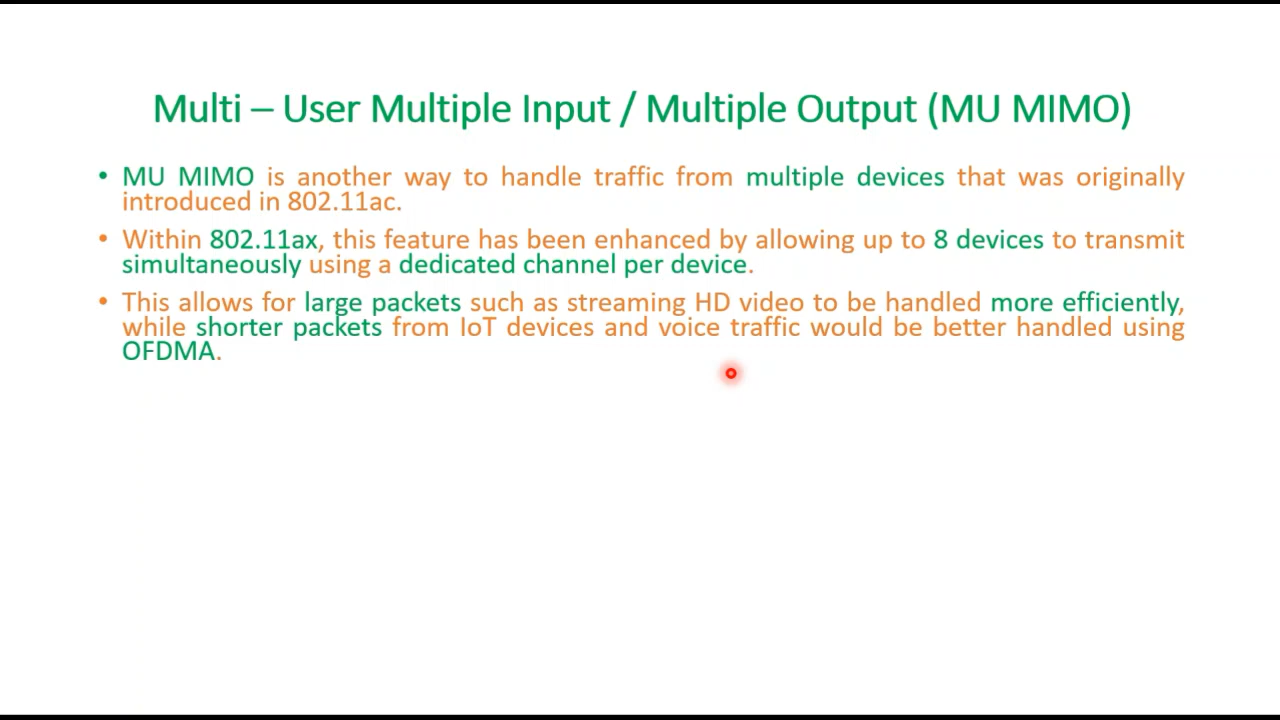 Multi – User Multiple Input / Multiple Output (MU MIMO)
• MU MIMO is another way to handle traffic from multiple devices that was originally
introduced in 802.11ac.
• Within 802.11ax, this feature has been enhanced by allowing up to 8 devices to transmit
simultaneously using a dedicated channel per device.
• This allows for large packets such as streaming HD video to be handled more efficiently,
while shorter packets from IoT devices and voice traffic would be better handled using
OFDMA.